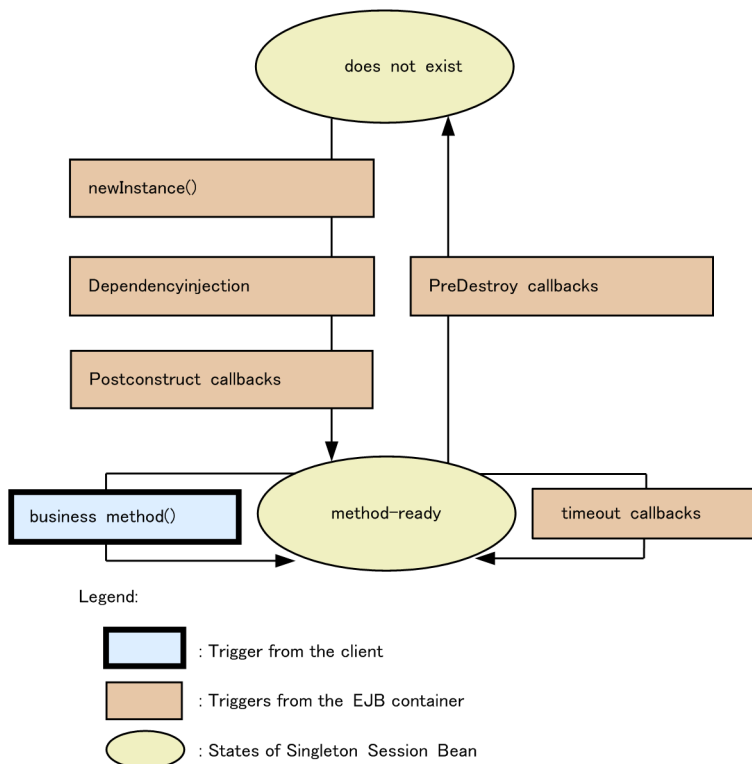 does not exist
newInstance()
Dependencyinjection
PreDestroy callbacks
Postconstruct callbacks
business method()
method-ready
timeout callbacks
Legend:
: Trigger from the client
: Triggers from the EJB container
: States of Singleton Session Bean